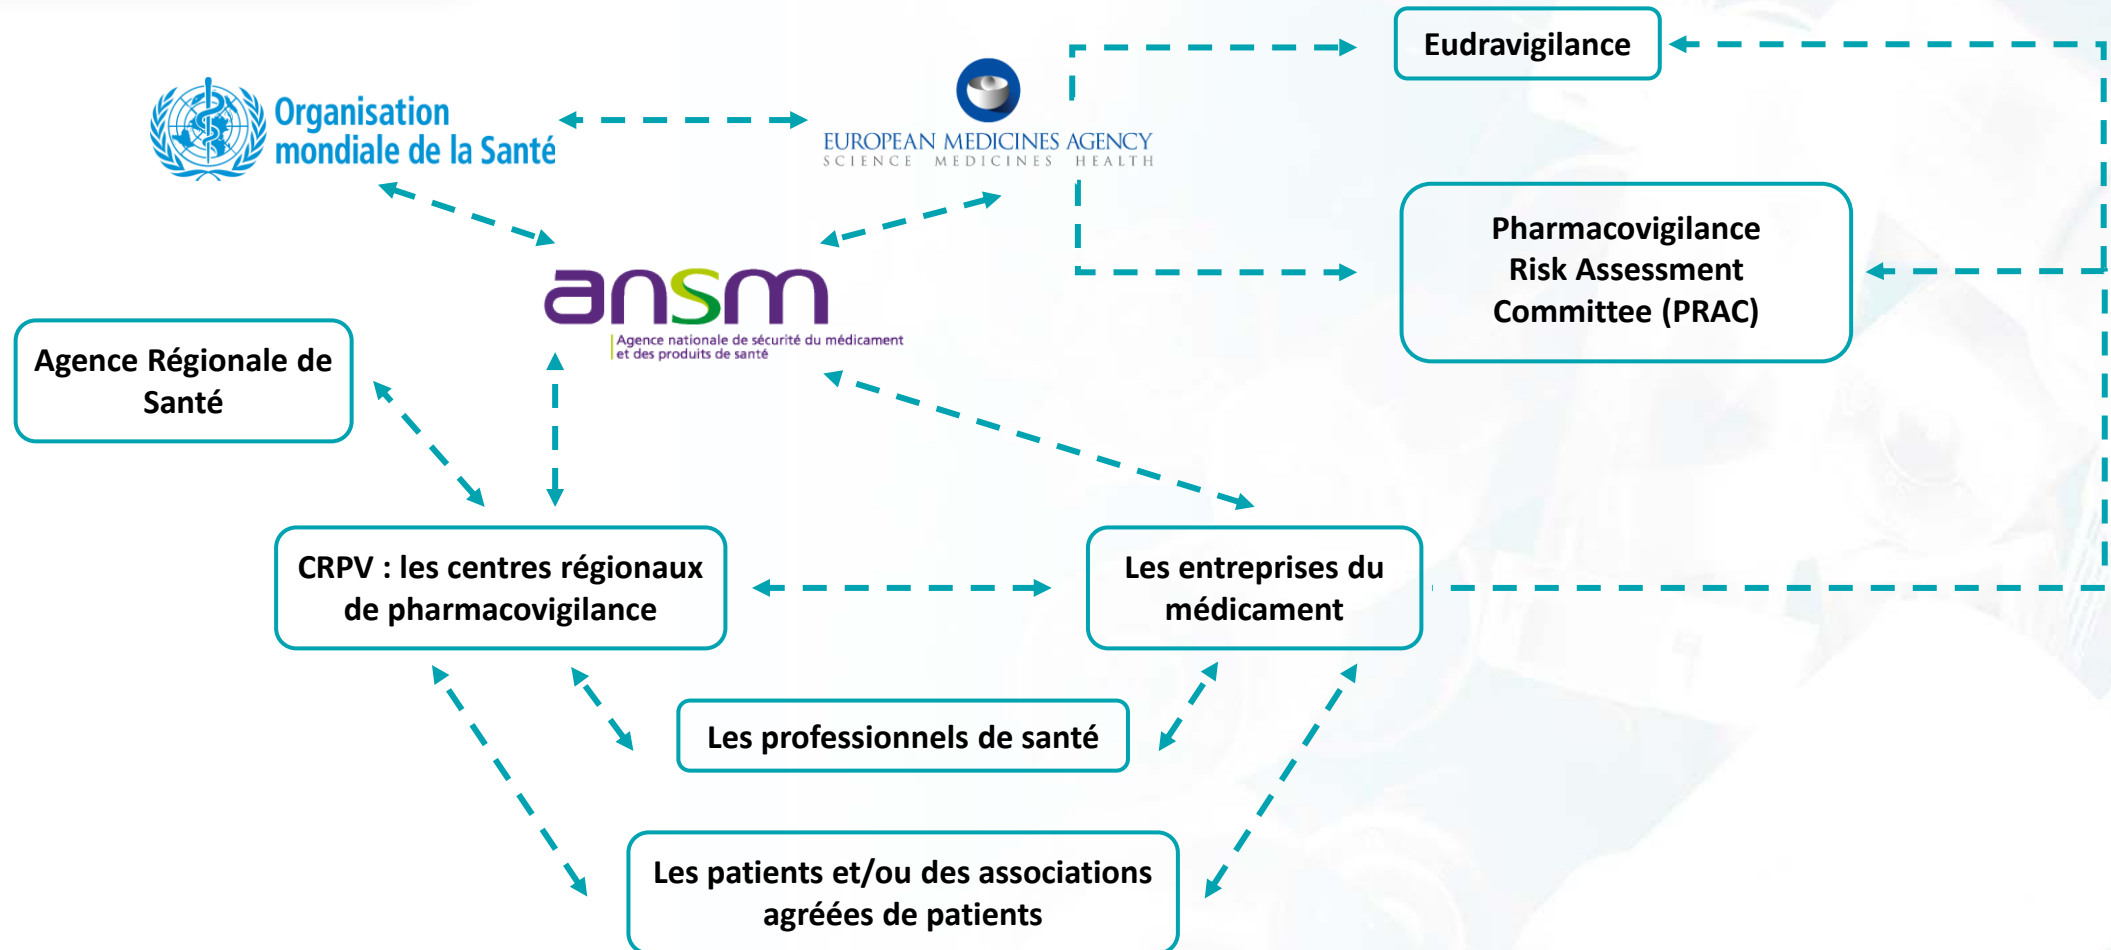 Eudravigilance
Organisation
mondiale de la Santé
EUROPEAN MEDICINES AGENCY
SCIENCE MEDICINES HEALTH
Pharmacovigilance
Risk Assessment
Committee (PRAC)
ansm
Agence nationale de sécurité du médicament
et des produits de santé
Agence Régionale de
Santé
CRPV : les centres régionaux
de pharmacovigilance
Les entreprises du
médicament
Les professionnels de santé
Les patients et/ou des associations
agréées de patients